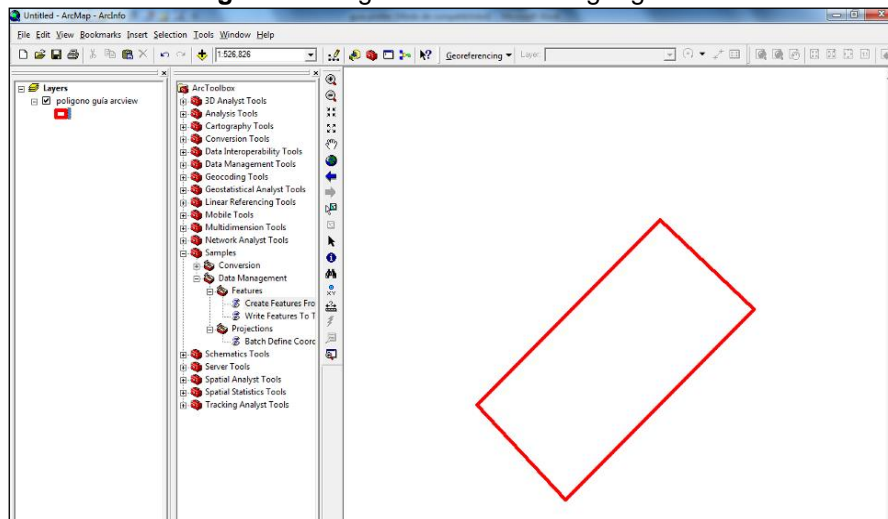 Untitled - ArcMap - ArcInfo
File Edit View Bookmarks Insert Selection Tools Window Help
1:526,826
Georeferencing
Layer:
Layers
poligono guía arcview
ArcToolbox
3D Analyst Tools
Analysis Tools
Cartography Tools
Conversion Tools
Data Interoperability Tools
Data Management Tools
Geocoding Tools
Geostatistical Analyst Tools
Linear Referencing Tools
Mobile Tools
Multidimension Tools
Network Analyst Tools
Samples
Conversion
Data Management
Features
Create Features Fro
Write Features To T
Projections
Batch Define Coorc
Schematics Tools
Server Tools
Spatial Analyst Tools
Spatial Statistics Tools
Tracking Analyst Tools